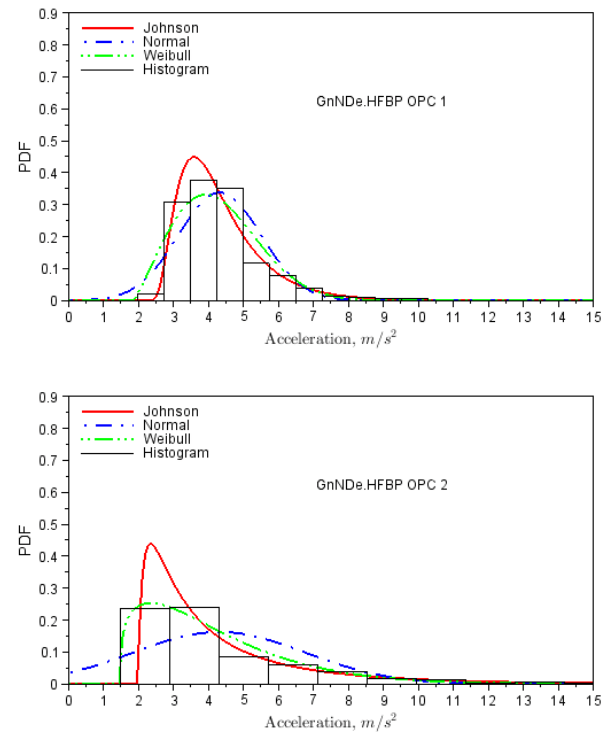 0.9
0.8
0.7
0.6
0.5
0.4
0.3
0.2
0.1
0
PDF
Johnson
Normal
Weibull
Histogram
GnNDe.HFBP OPC 1
0 1 2 3 4 5 6 7 8 9 10 11 12 13 14 15
Acceleration, m/s²
0.9
0.8
0.7
0.6
0.5
0.4
0.3
0.2
0.1
0
PDF
Johnson
Normal
Weibull
Histogram
GnNDe.HFBP OPC 2
0 1 2 3 4 5 6 7 8 9 10 11 12 13 14 15
Acceleration, m/s²